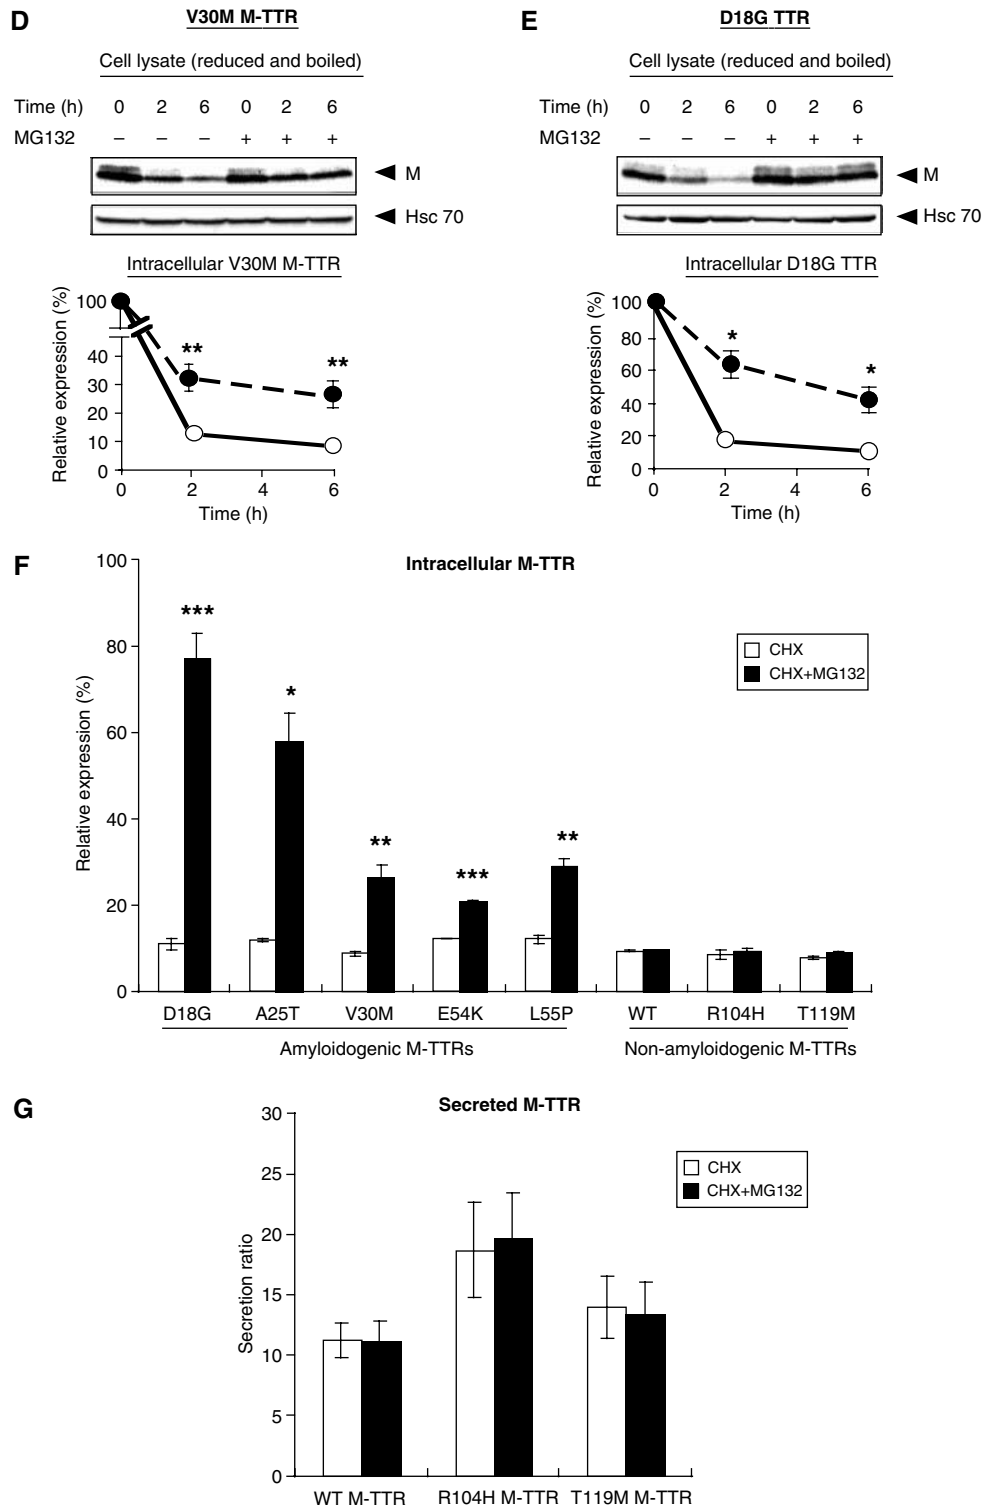 D
V30M M-TTR
Cell lysate (reduced and boiled)
Time (h) 0 2 6 0 2 6
MG132 – – – + + +
M
Hsc 70
Intracellular V30M M-TTR
Relative expression (%)
100
40
30
20
10
0
0 2 4 6
Time (h)
** **
E
D18G TTR
Cell lysate (reduced and boiled)
Time (h) 0 2 6 0 2 6
MG132 – – – + + +
M
Hsc 70
Intracellular D18G TTR
Relative expression (%)
100
80
60
40
20
0
0 2 4 6
Time (h)
* *
F
Intracellular M-TTR
Relative expression (%)
100
80
60
40
20
0
*** * ** *** **
CHX
CHX+MG132
D18G A25T V30M E54K L55P WT R104H T119M
Amyloidogenic M-TTRs Non-amyloidogenic M-TTRs
G
Secreted M-TTR
Secretion ratio
30
25
20
15
10
5
0
CHX
CHX+MG132
WT M-TTR R104H M-TTR T119M M-TTR